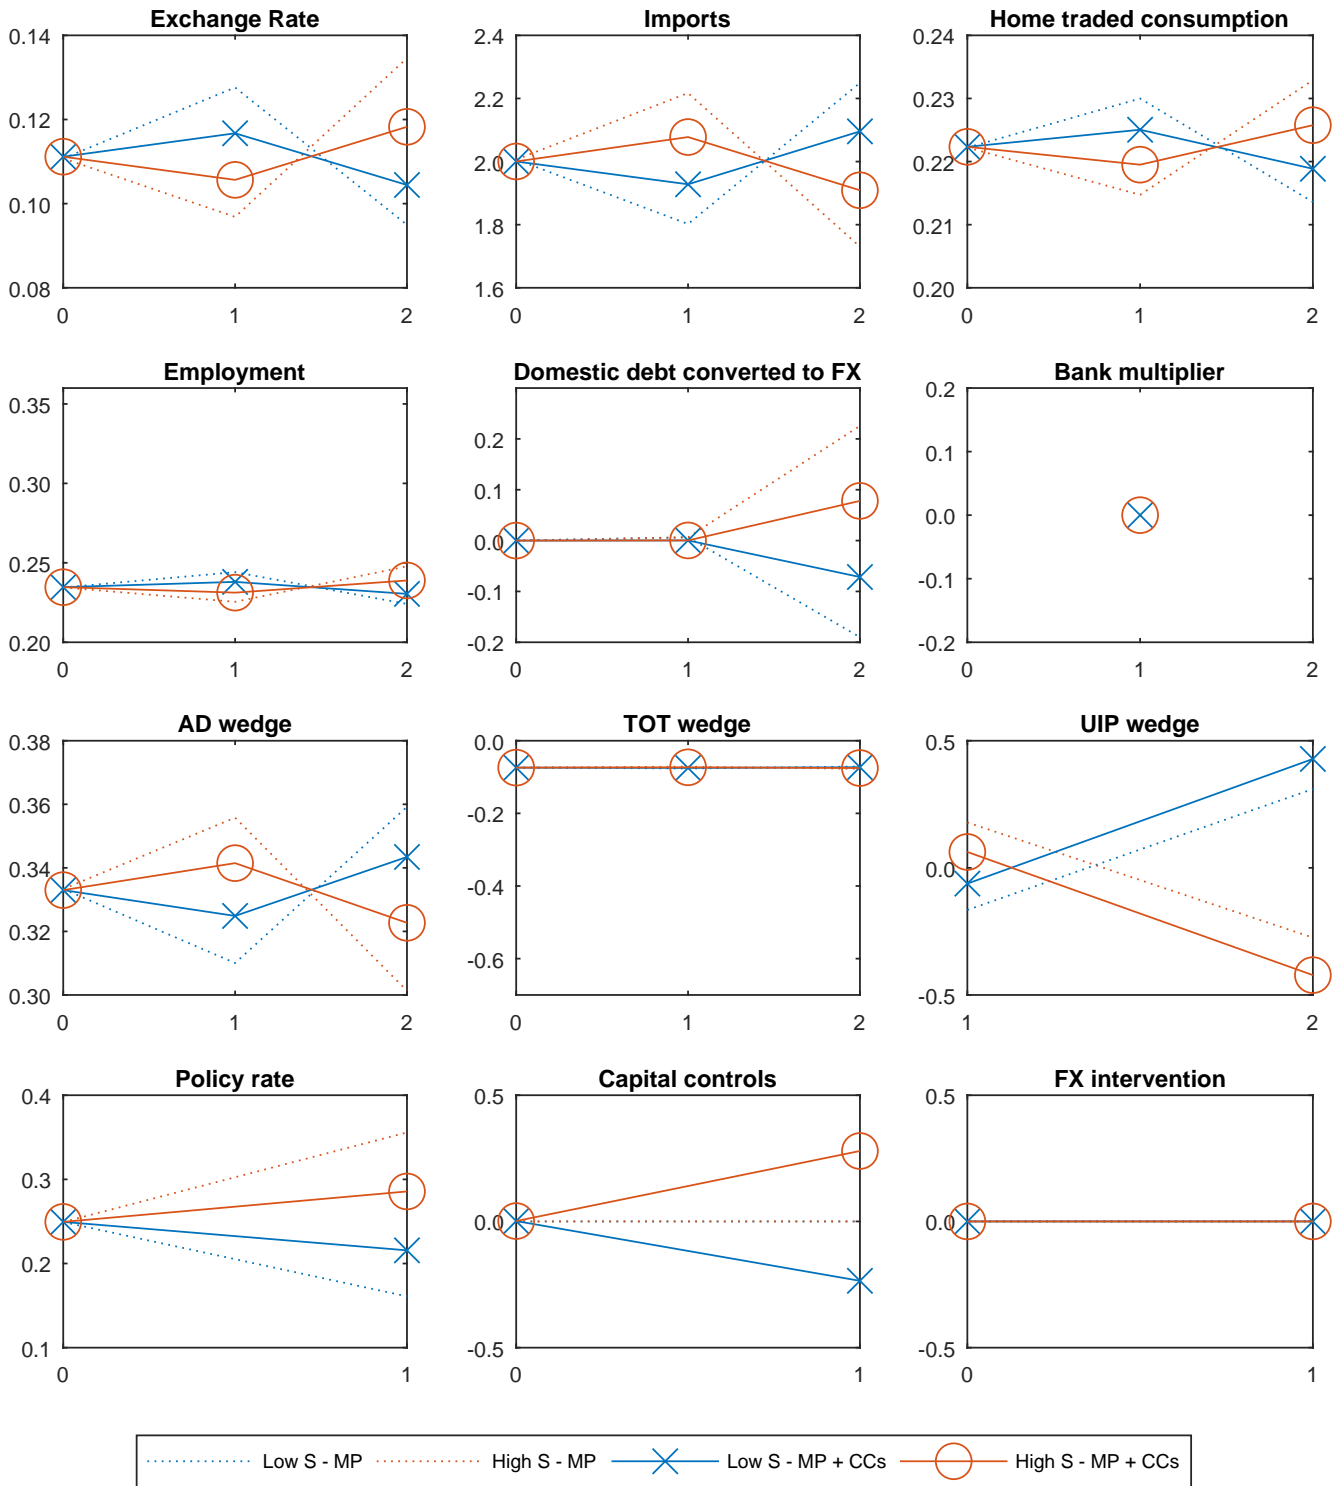 Exchange Rate
0.14
0.12
0.10
0.08
0 1 2
Imports
2.4
2.2
2.0
1.8
1.6
0 1 2
Home traded consumption
0.24
0.23
0.22
0.21
0.20
0 1 2
Employment
0.35
0.30
0.25
0.20
0 1 2
Domestic debt converted to FX
0.2
0.1
0.0
-0.1
-0.2
0 1 2
Bank multiplier
0.2
0.1
0.0
-0.1
-0.2
0 1 2
AD wedge
0.38
0.36
0.34
0.32
0.30
0 1 2
TOT wedge
0.0
-0.2
-0.4
-0.6
0 1 2
UIP wedge
0.5
0.0
-0.5
1 2
Policy rate
0.4
0.3
0.2
0.1
0 1
Capital controls
0.5
0.0
-0.5
0 1
FX intervention
0.5
0.0
-0.5
0 1
Low S - MP High S - MP Low S - MP + CCs High S - MP + CCs